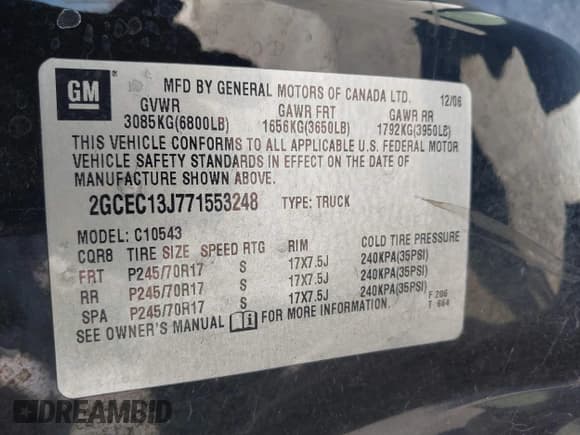 GM
MFD BY GENERAL MOTORS OF CANADA LTD. 12/06
GVWR GAWR FRT GAWR RR
3085KG(6800LB) 1656KG(3650LB) 1792KG(3950LB)
THIS VEHICLE CONFORMS TO ALL APPLICABLE U.S. FEDERAL MOTOR
VEHICLE SAFETY STANDARDS IN EFFECT ON THE DATE OF
MANUFACTURE SHOWN ABOVE.
2GCEC13J771553248 TYPE: TRUCK
MODEL: C10543
CQR8 TIRE SIZE SPEED RTG RIM COLD TIRE PRESSURE
FRT P245/70R17 S 17X7.5J 240KPA(35PSI)
RR P245/70R17 S 17X7.5J 240KPA(35PSI)
SPA P245/70R17 S 17X7.5J 240KPA(35PSI)
SEE OWNER'S MANUAL FOR MORE INFORMATION.
F 206
T 664
DREAMBID